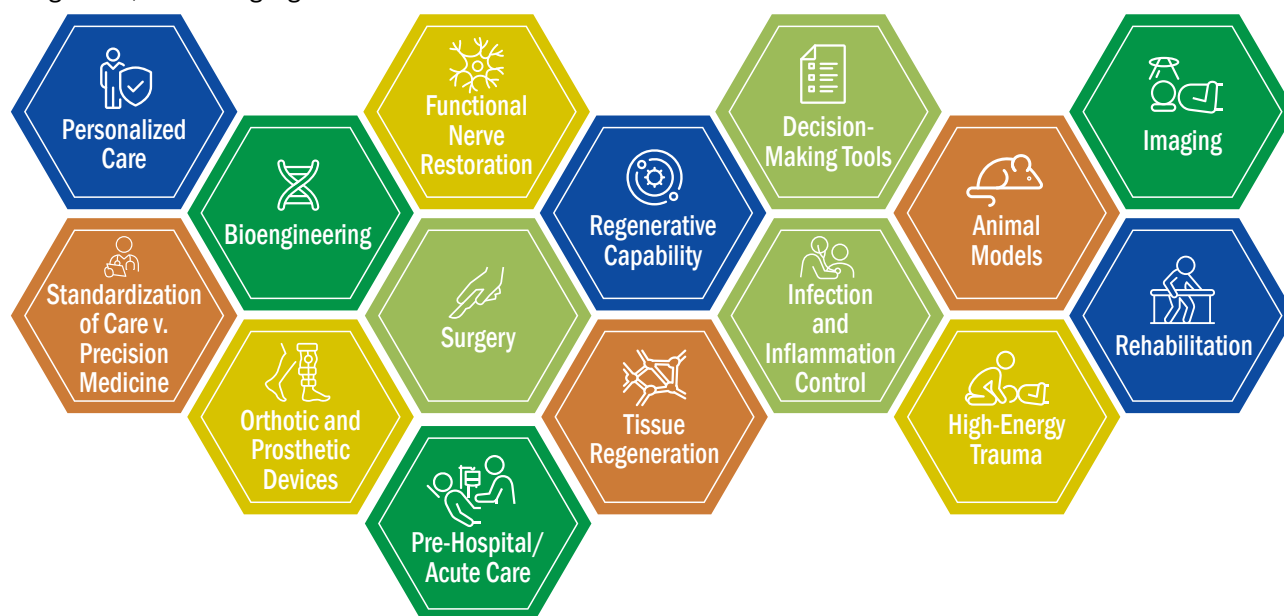 Personalized
Care
Functional
Nerve
Restoration
Decision-
Making Tools
Imaging
Bioengineering
Regenerative
Capability
Animal
Models
Standardization
of Care v.
Precision
Medicine
Surgery
Infection
and
Inflammation
Control
Rehabilitation
Orthotic and
Prosthetic
Devices
Tissue
Regeneration
High-Energy
Trauma
Pre-Hospital/
Acute Care